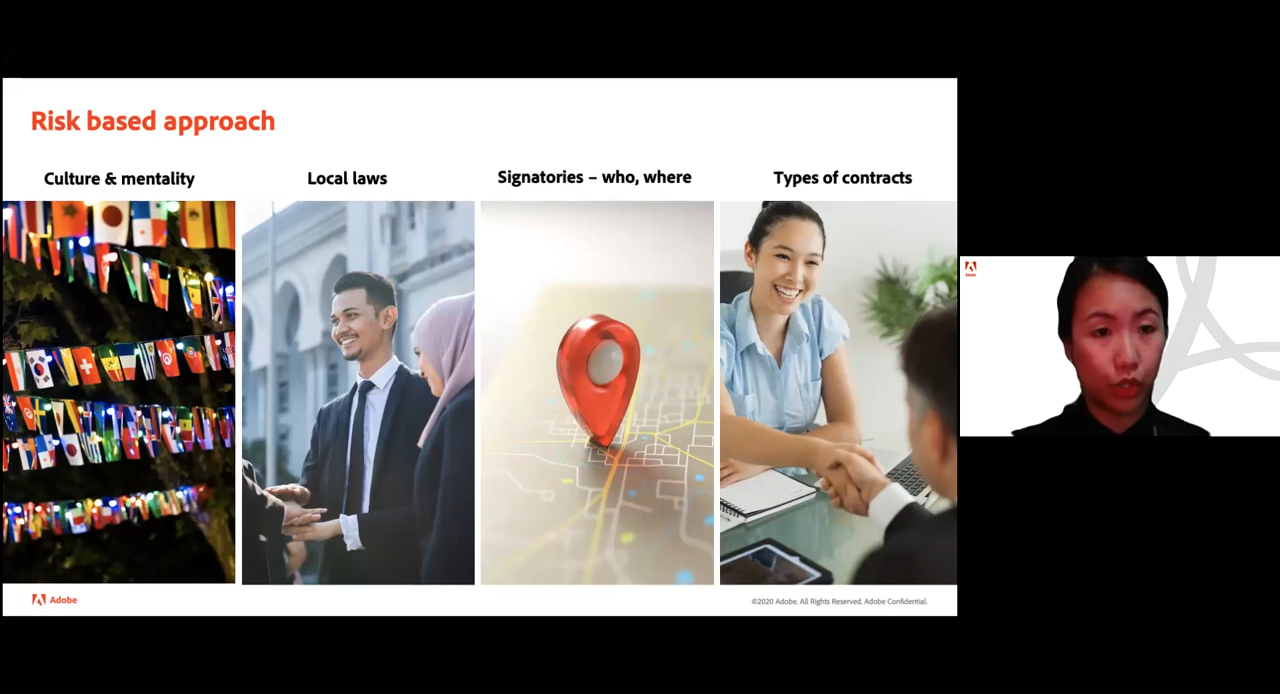 Risk based approach
Culture & mentality
Local laws
Signatories – who, where
Types of contracts
Adobe
©2020 Adobe. All Rights Reserved. Adobe Confidential.
Adobe